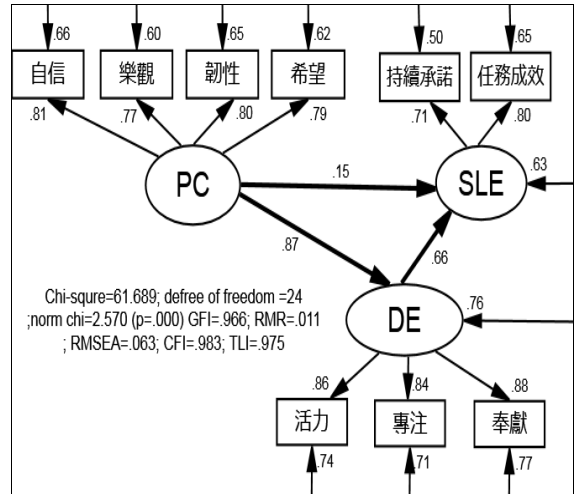 .66 .60 .65 .62 .50 .65
自信 樂觀 韌性 希望 持續承諾 任務成效
.81 .77 .80 .79 .71 .80
PC .15 SLE .63
.87 .66
Chi-squre=61.689; defree of freedom =24
;norm chi=2.570 (p=.000) GFI=.966; RMR=.011
; RMSEA=.063; CFI=.983; TLI=.975
DE .76
.86 .84 .88
活力 專注 奉獻
.74 .71 .77